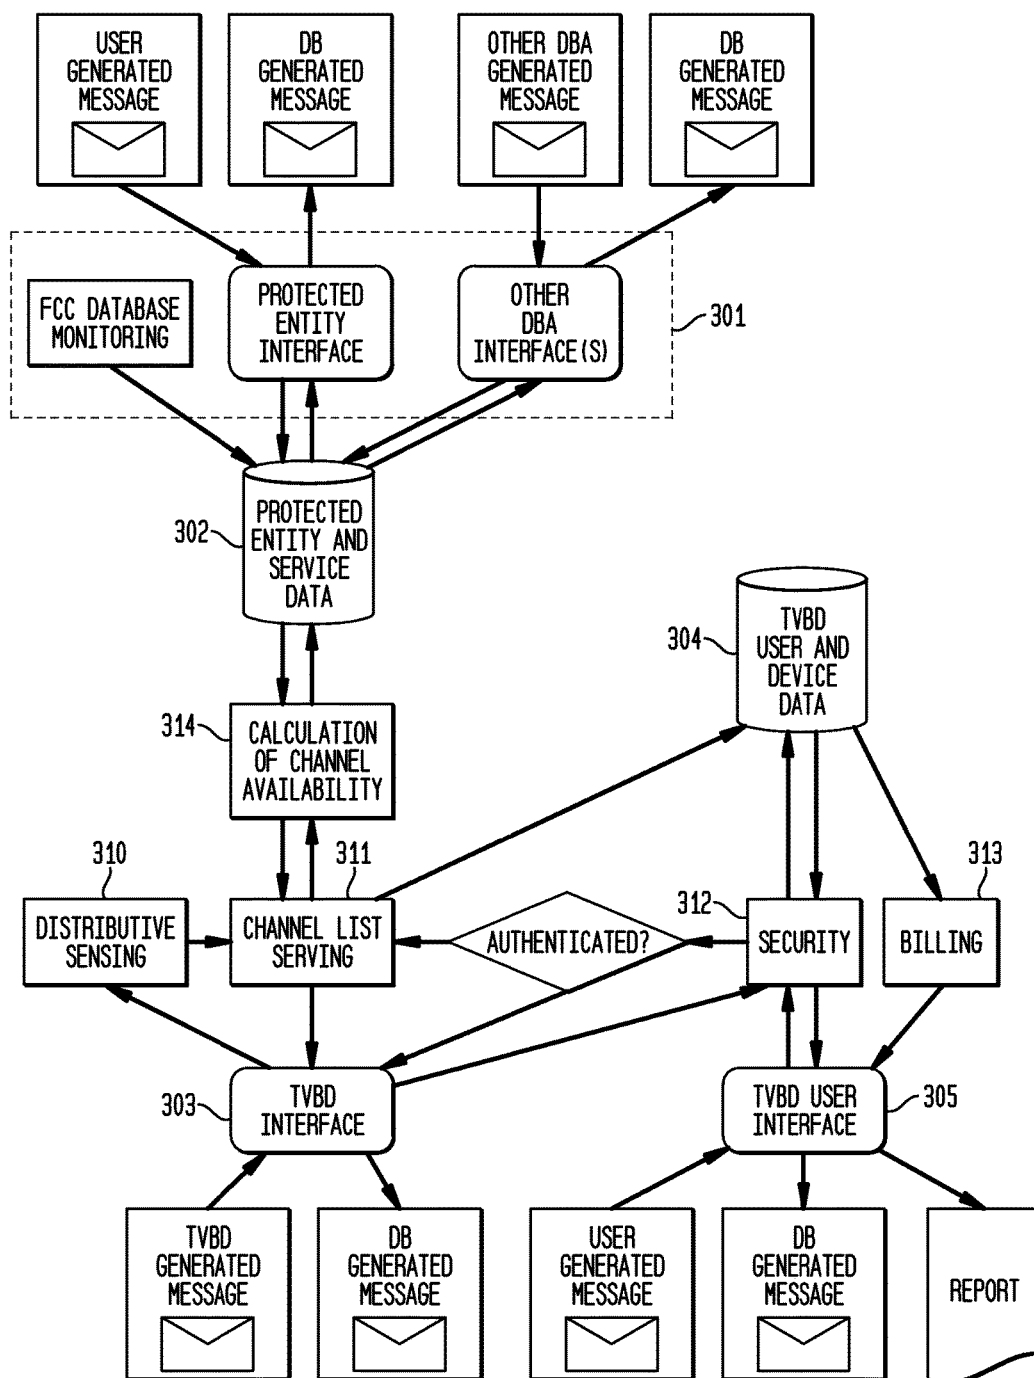 USER
GENERATED
MESSAGE
DB
GENERATED
MESSAGE
OTHER DBA
GENERATED
MESSAGE
DB
GENERATED
MESSAGE
FCC DATABASE
MONITORING
PROTECTED
ENTITY
INTERFACE
OTHER
DBA
INTERFACE(S)
301
302
PROTECTED
ENTITY AND
SERVICE
DATA
304
TVBD
USER AND
DEVICE
DATA
314
CALCULATION
OF CHANNEL
AVAILABILITY
310
DISTRIBUTIVE
SENSING
311
CHANNEL LIST
SERVING
AUTHENTICATED?
312
SECURITY
313
BILLING
303
TVBD
INTERFACE
TVBD USER
INTERFACE
305
TVBD
GENERATED
MESSAGE
DB
GENERATED
MESSAGE
USER
GENERATED
MESSAGE
DB
GENERATED
MESSAGE
REPORT